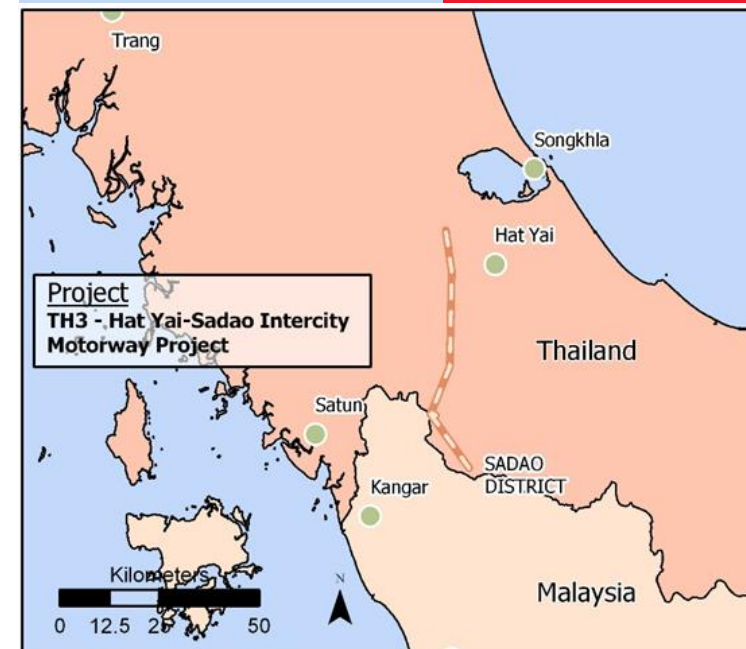 Trang
Songkhla
Hat Yai
Project
TH3 - Hat Yai-Sadao Intercity
Motorway Project
Thailand
Satun
SADAO
DISTRICT
Kangar
Kilometers
N
Malaysia
0 12.5 25 50